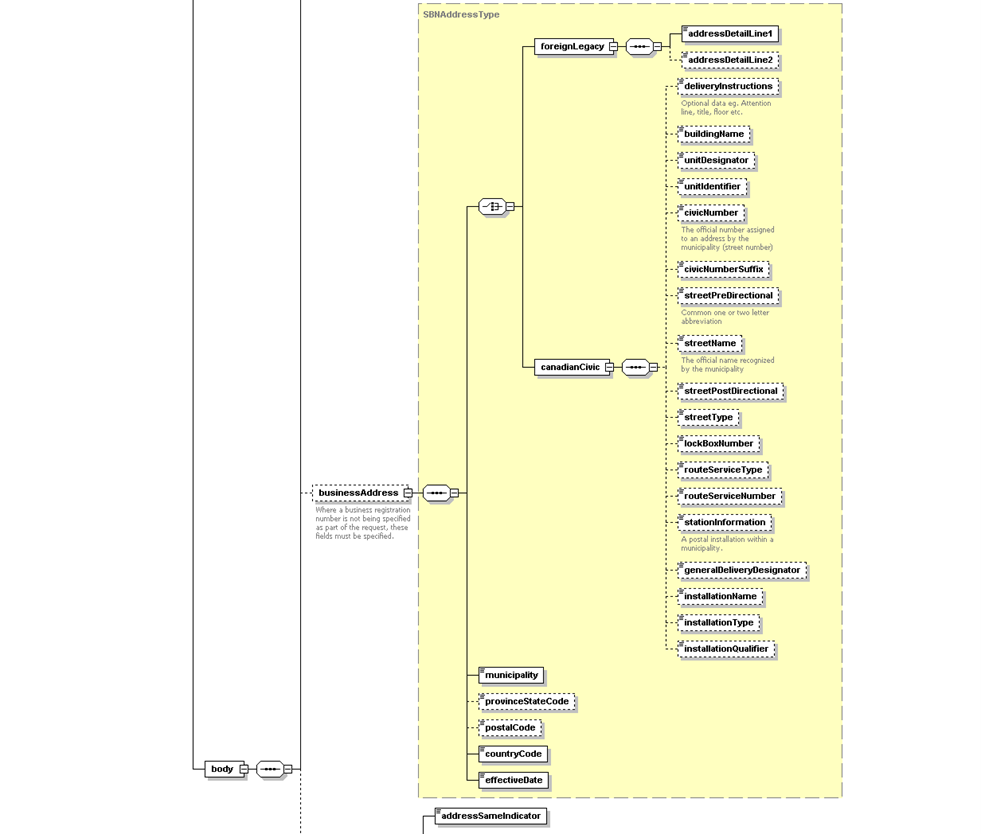 SBNAddressType
foreignLegacy
addressDetailLine1
addressDetailLine2
deliveryInstructions
Optional data eg. Attention
line, title, floor etc.
buildingName
unitDesignator
unitIdentifier
civicNumber
The official number assigned
to an address by the
municipality (street number)
civicNumberSuffix
streetPreDirectional
Common one or two letter
abbreviation
streetName
The official name recognized
by the municipality
canadianCivic
streetPostDirectional
streetType
lockBoxNumber
routeServiceType
routeServiceNumber
stationInformation
A postal installation within a
municipality.
generalDeliveryDesignator
installationName
installationType
installationQualifier
businessAddress
Where a business registration
number is not being specified
as part of the request, these
fields must be specified.
municipality
provinceStateCode
postalCode
countryCode
effectiveDate
body
addressSameIndicator